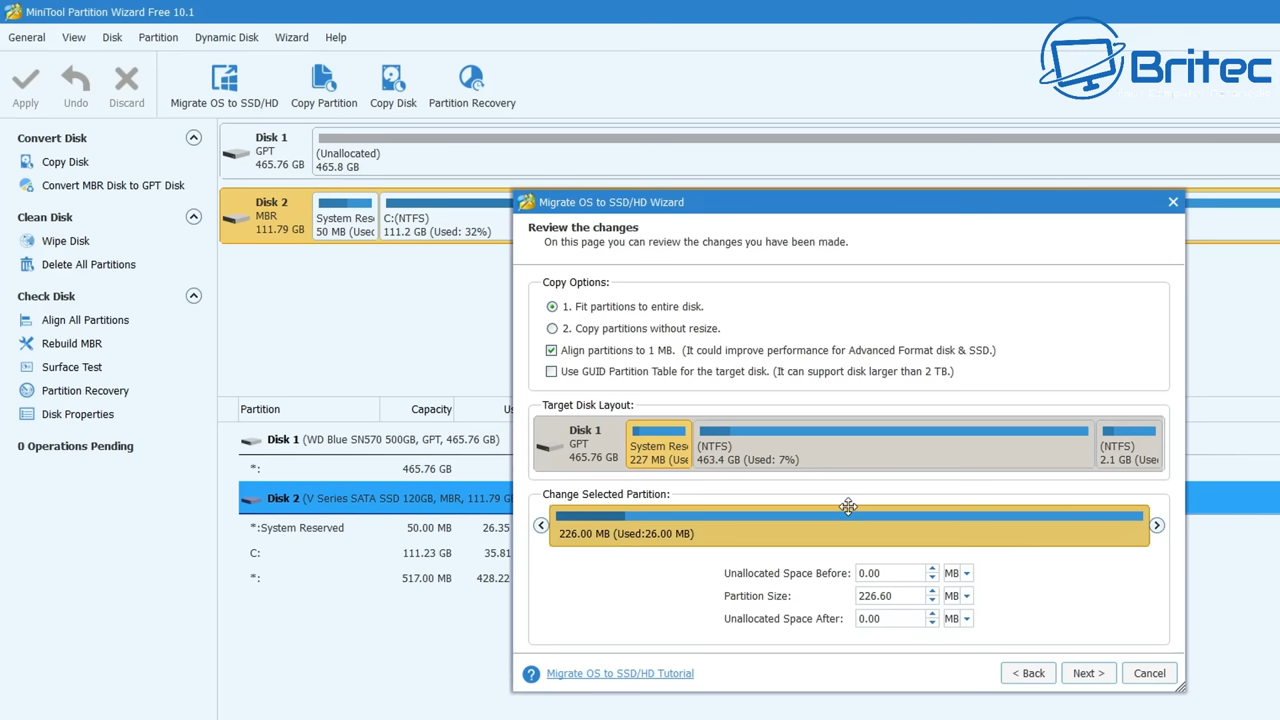 MiniTool Partition Wizard Free 10.1
General View Disk Partition Dynamic Disk Wizard Help
Britec
Apply Undo Discard Migrate OS to SSD/HD Copy Partition Copy Disk Partition Recovery
Convert Disk
Copy Disk
Convert MBR Disk to GPT Disk
Clean Disk
Wipe Disk
Delete All Partitions
Check Disk
Align All Partitions
Rebuild MBR
Surface Test
Partition Recovery
Disk Properties
0 Operations Pending
Disk 1
GPT
465.76 GB
(Unallocated)
465.8 GB
Disk 2
MBR
111.79 GB
System Res
50 MB (Used
C:(NTFS)
111.2 GB (Used: 32%)
Partition Capacity Us
Disk 1 (WD Blue SN570 500GB, GPT, 465.76 GB)
*: 465.76 GB
Disk 2 (V Series SATA SSD 120GB, MBR, 111.79 G
*:System Reserved 50.00 MB 26.35
C: 111.23 GB 35.81
*: 517.00 MB 428.22
Migrate OS to SSD/HD Wizard
Review the changes
On this page you can review the changes you have been made.
Copy Options:
1. Fit partitions to entire disk.
2. Copy partitions without resize.
Align partitions to 1 MB. (It could improve performance for Advanced Format disk & SSD.)
Use GUID Partition Table for the target disk. (It can support disk larger than 2 TB.)
Target Disk Layout:
Disk 1
GPT
465.76 GB
System Res
227 MB (Use
(NTFS)
463.4 GB (Used: 7%)
(NTFS)
2.1 GB (Used
Change Selected Partition:
226.00 MB (Used:26.00 MB)
Unallocated Space Before: 0.00 MB
Partition Size: 226.60 MB
Unallocated Space After: 0.00 MB
? Migrate OS to SSD/HD Tutorial
< Back Next > Cancel